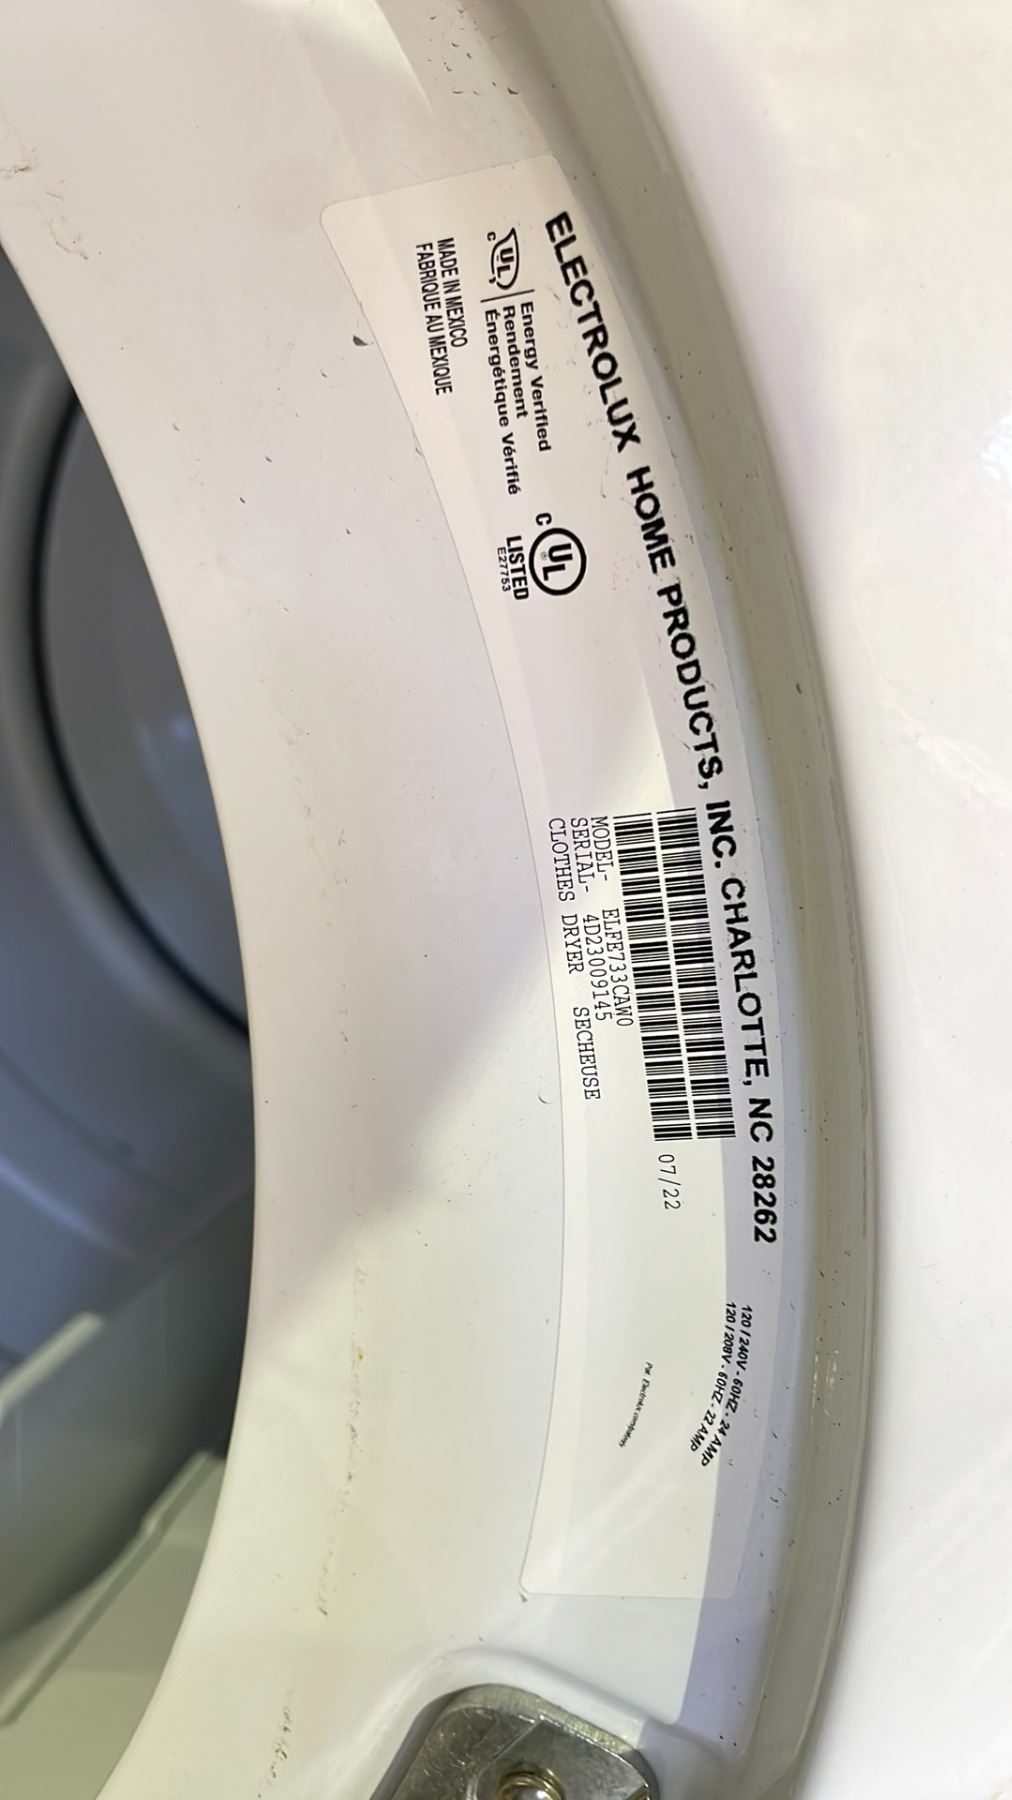 ELECTROLUX HOME PRODUCTS, INC. CHARLOTTE, NC 28262
C UL
Energy Verified
Rendement
Énergétique Vérifié
C UL
LISTED
E27753
MADE IN MEXICO
FABRIQUE AU MEXIQUE
07/22
MODEL- ELFE733CAW0
SERIAL- 4D23009145
CLOTHES DRYER SECHEUSE
120 / 240V - 60HZ - 24 AMP
120 / 208V - 60HZ - 22 AMP